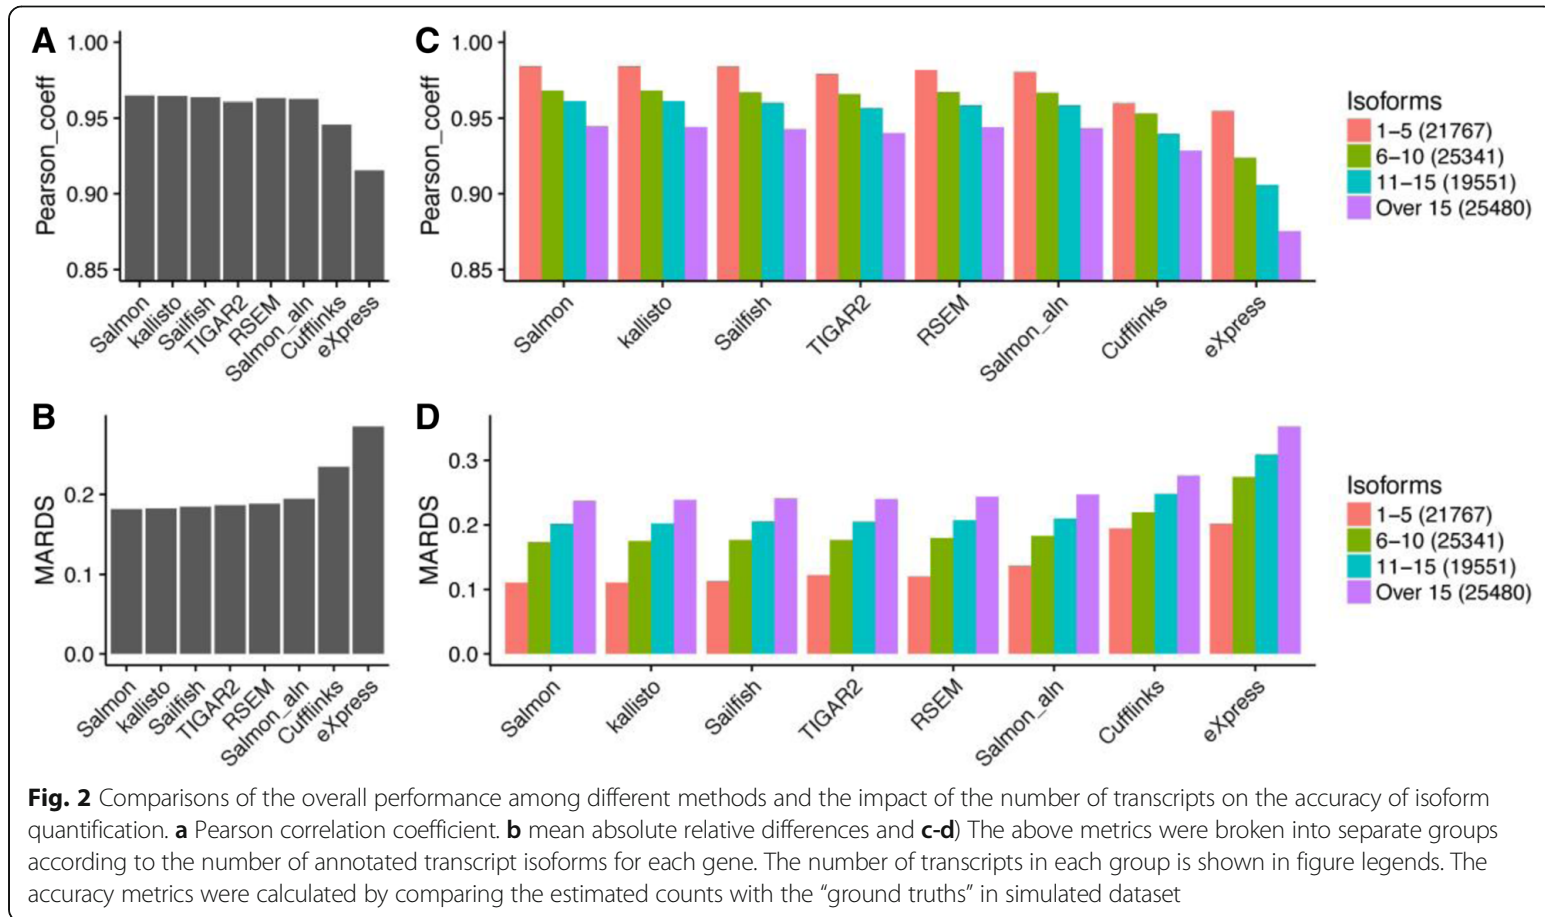 A
Pearson_coeff
1.00
0.95
0.90
0.85
Salmon
kallisto
Sailfish
TIGAR2
RSEM
Salmon_aln
Cufflinks
eXpress
C
Pearson_coeff
1.00
0.95
0.90
0.85
Salmon
kallisto
Sailfish
TIGAR2
RSEM
Salmon_aln
Cufflinks
eXpress
Isoforms
1–5 (21767)
6–10 (25341)
11–15 (19551)
Over 15 (25480)
B
MARDS
0.2
0.1
0.0
Salmon
kallisto
Sailfish
TIGAR2
RSEM
Salmon_aln
Cufflinks
eXpress
D
MARDS
0.3
0.2
0.1
0.0
Salmon
kallisto
Sailfish
TIGAR2
RSEM
Salmon_aln
Cufflinks
eXpress
Isoforms
1–5 (21767)
6–10 (25341)
11–15 (19551)
Over 15 (25480)
Fig. 2 Comparisons of the overall performance among different methods and the impact of the number of transcripts on the accuracy of isoform
quantification. a Pearson correlation coefficient. b mean absolute relative differences and c-d) The above metrics were broken into separate groups
according to the number of annotated transcript isoforms for each gene. The number of transcripts in each group is shown in figure legends. The
accuracy metrics were calculated by comparing the estimated counts with the “ground truths” in simulated dataset